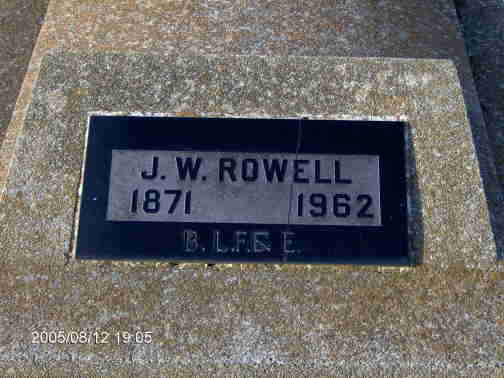 J. W. ROWELL
1871 1962
B. L.F.& E.
2005/08/12 19:05